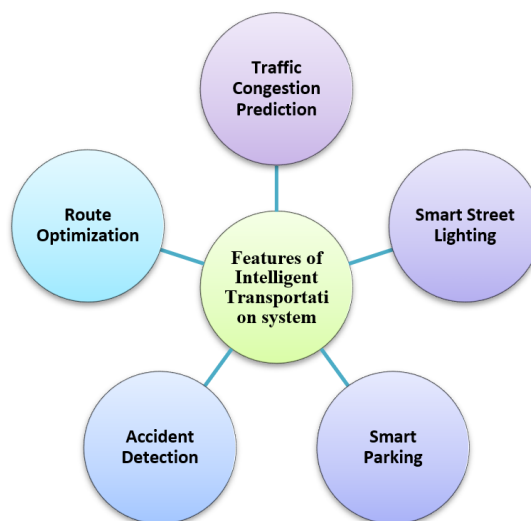 Traffic
Congestion
Prediction
Smart Street
Lighting
Smart
Parking
Accident
Detection
Route
Optimization
Features of
Intelligent
Transportati
on system